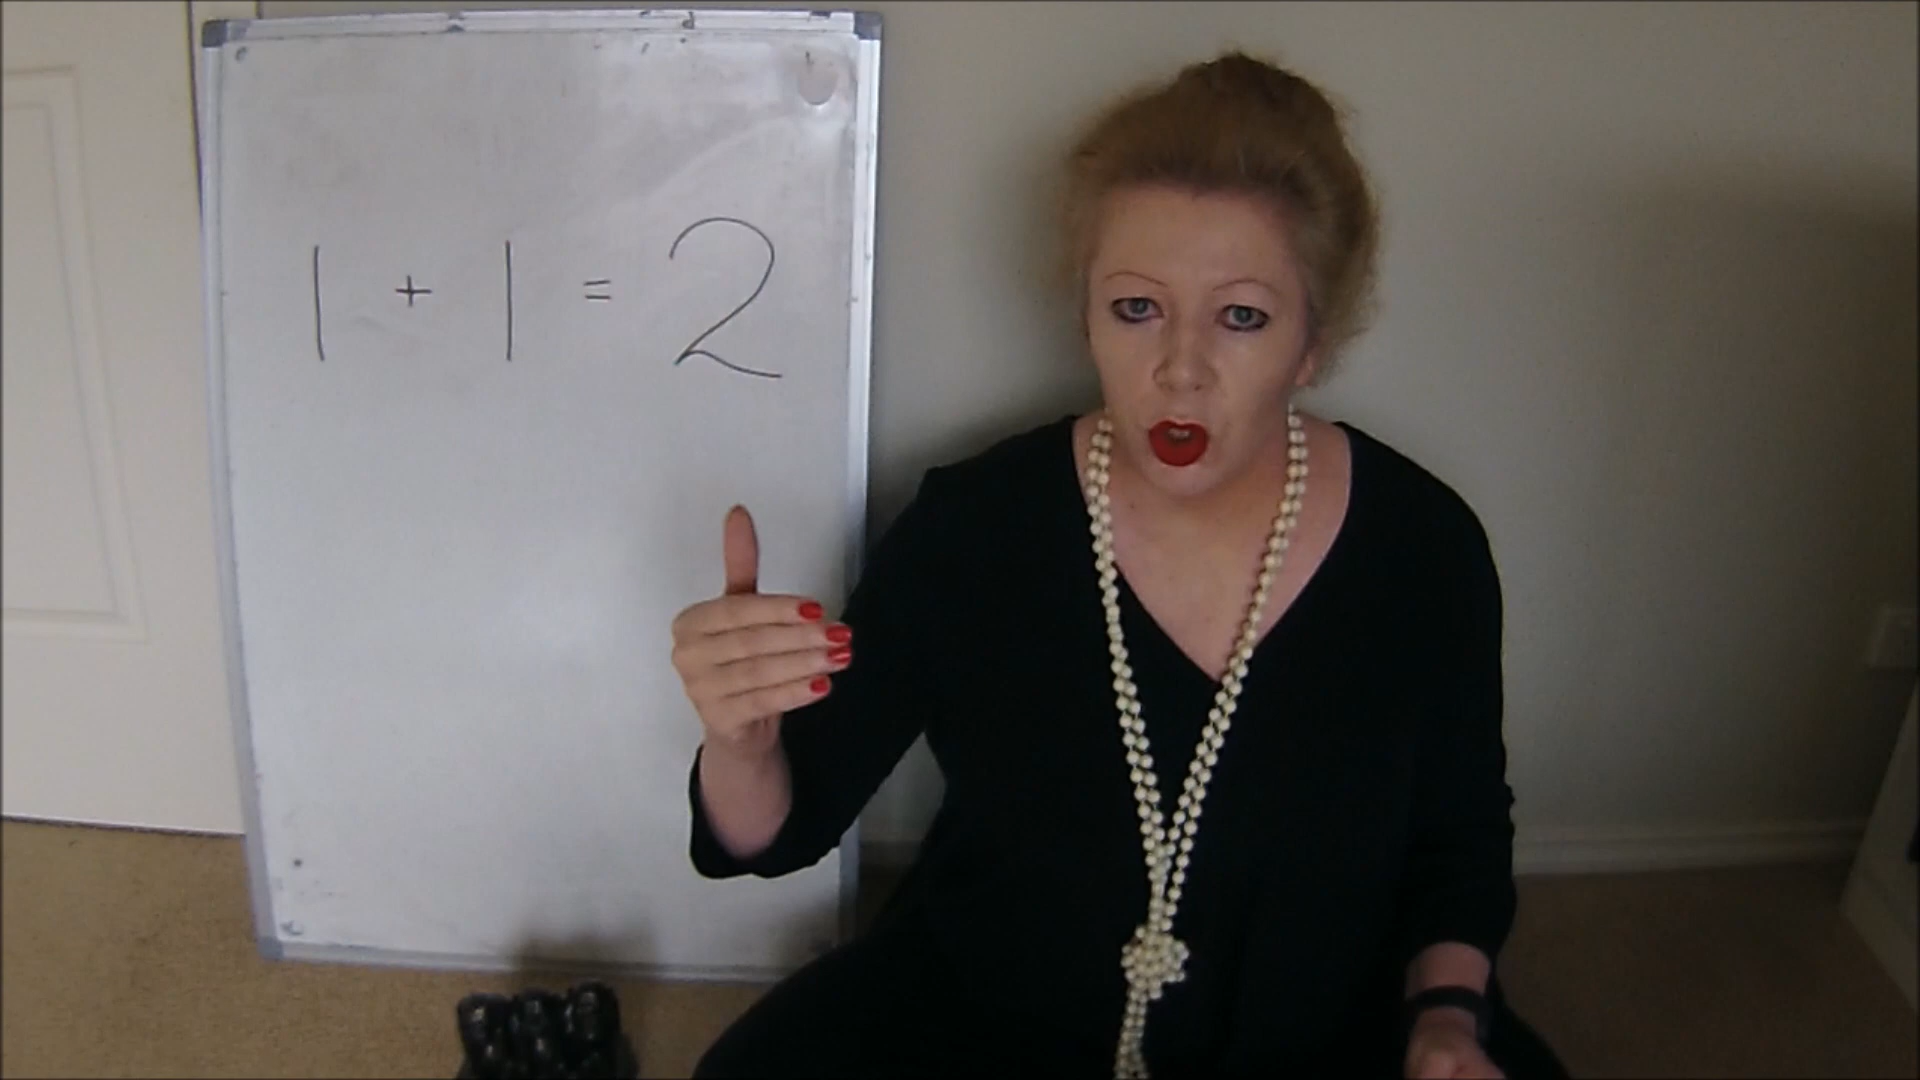 1 + 1 = 2